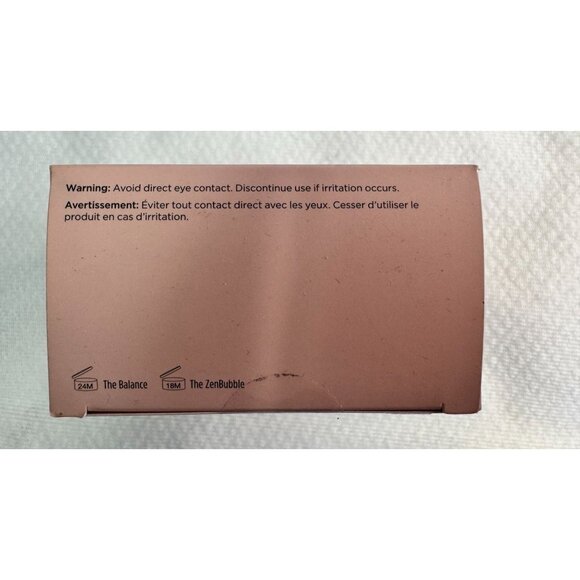 Warning: Avoid direct eye contact. Discontinue use if irritation occurs.
Avertissement: Éviter tout contact direct avec les yeux. Cesser d'utiliser le
produit en cas d'irritation.
24M The Balance 18M The ZenBubble